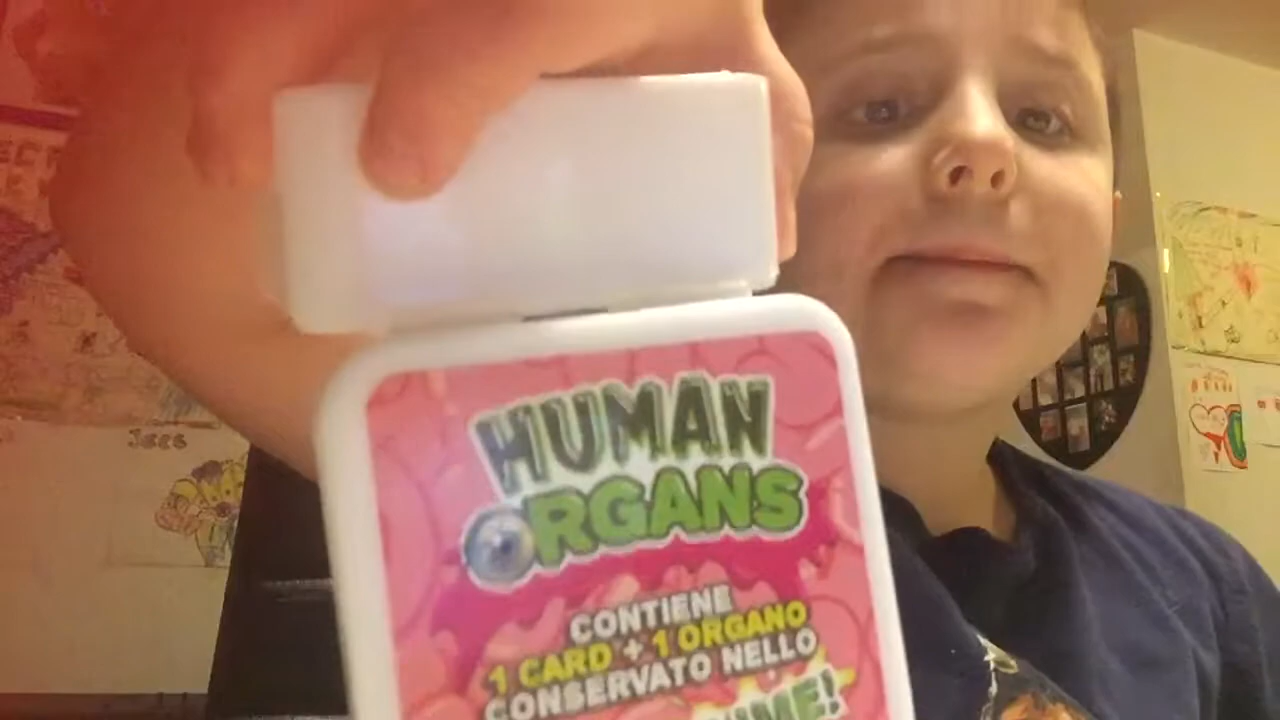 HUMAN
ORGANS
CONTIENE
1 CARD + 1 ORGANO
CONSERVATO NELLO